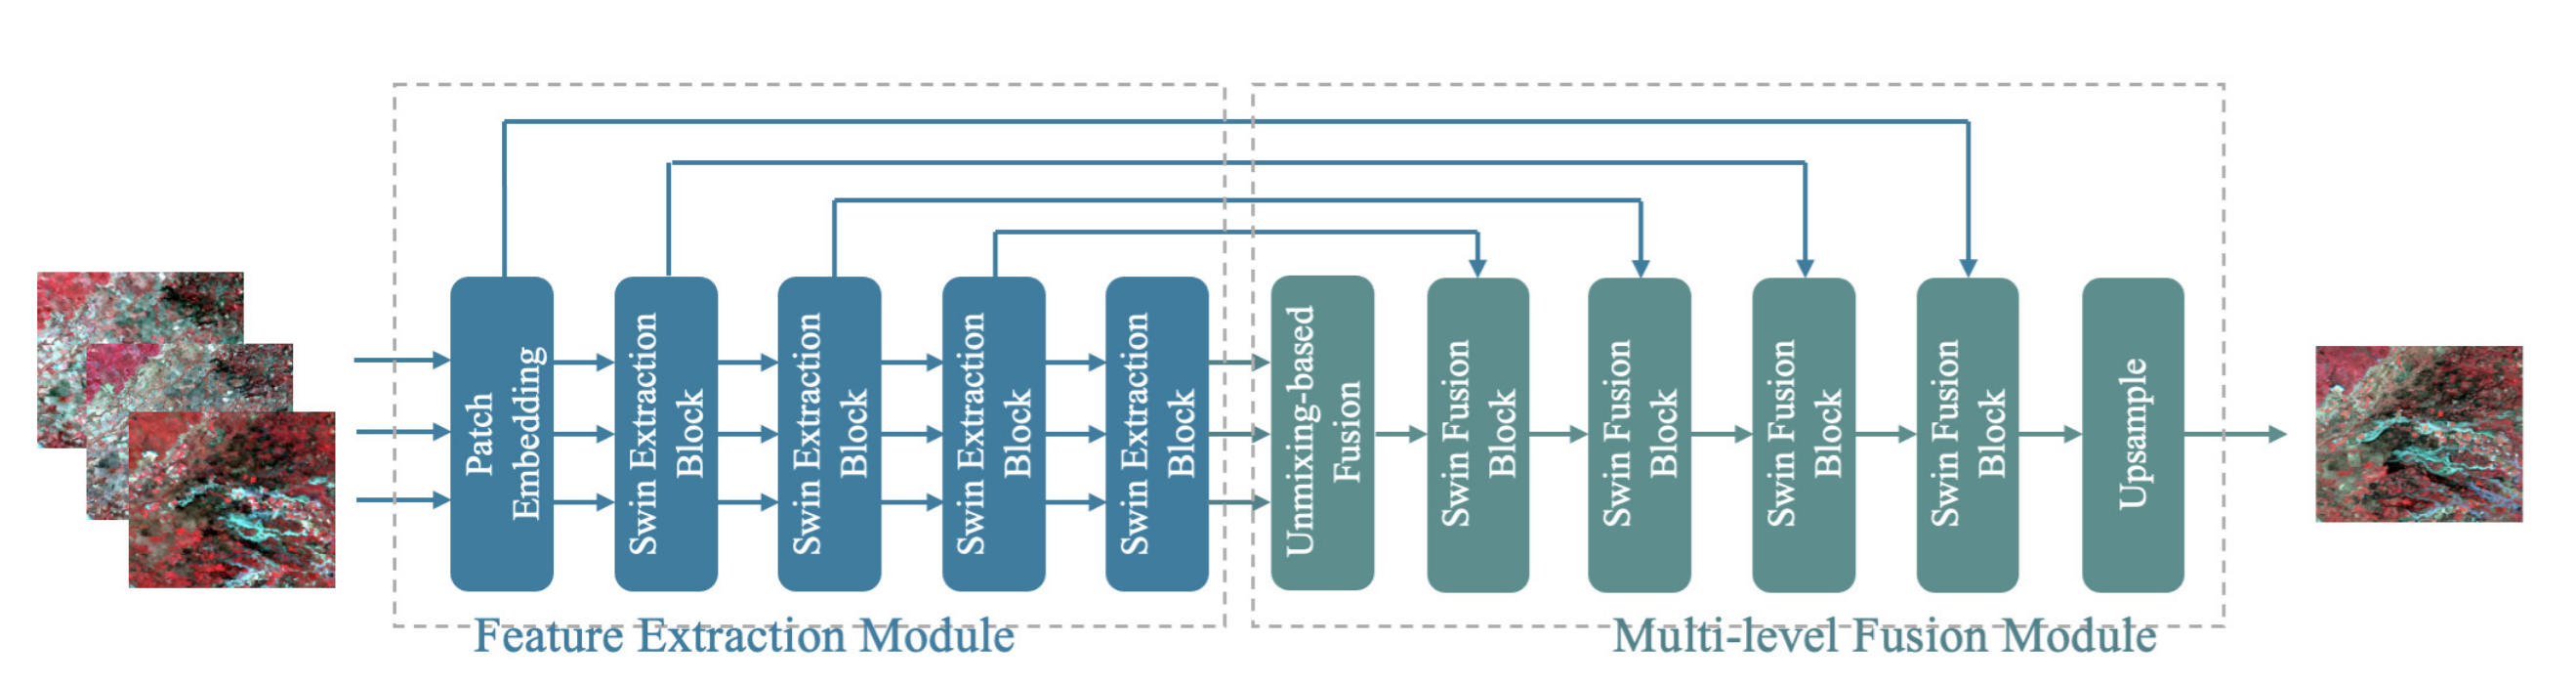 Patch
Embedding
Swin Extraction
Block
Swin Extraction
Block
Swin Extraction
Block
Swin Extraction
Block
Unmixing-based
Fusion
Swin Fusion
Block
Swin Fusion
Block
Swin Fusion
Block
Swin Fusion
Block
Upsample
Feature Extraction Module
Multi-level Fusion Module